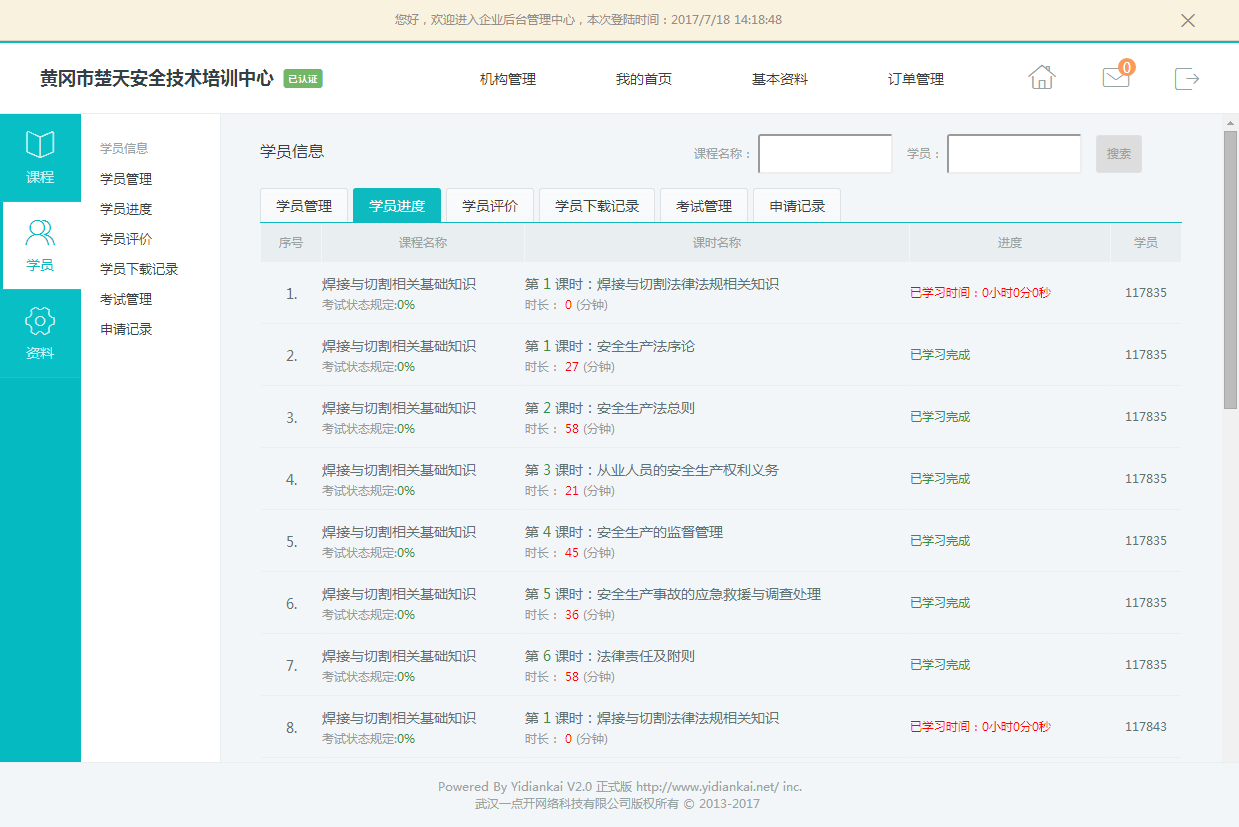 您好，欢迎进入企业后台管理中心，本次登陆时间：2017/7/18 14:18:48
黄冈市楚天安全技术培训中心 已认证 机构管理 我的首页 基本资料 订单管理 0
课程
学员
资料
学员信息
学员管理
学员进度
学员评价
学员下载记录
考试管理
申请记录
学员信息 课程名称： 学员： 搜索
学员管理 学员进度 学员评价 学员下载记录 考试管理 申请记录
序号 课程名称 课时名称 进度 学员
1. 焊接与切割相关基础知识 第 1 课时：焊接与切割法律法规相关知识 已学习时间：0小时0分0秒 117835
考试状态规定:0% 时长： 0 (分钟)
2. 焊接与切割相关基础知识 第 1 课时：安全生产法序论 已学习完成 117835
考试状态规定:0% 时长： 27 (分钟)
3. 焊接与切割相关基础知识 第 2 课时：安全生产法总则 已学习完成 117835
考试状态规定:0% 时长： 58 (分钟)
4. 焊接与切割相关基础知识 第 3 课时：从业人员的安全生产权利义务 已学习完成 117835
考试状态规定:0% 时长： 21 (分钟)
5. 焊接与切割相关基础知识 第 4 课时：安全生产的监督管理 已学习完成 117835
考试状态规定:0% 时长： 45 (分钟)
6. 焊接与切割相关基础知识 第 5 课时：安全生产事故的应急救援与调查处理 已学习完成 117835
考试状态规定:0% 时长： 36 (分钟)
7. 焊接与切割相关基础知识 第 6 课时：法律责任及附则 已学习完成 117835
考试状态规定:0% 时长： 58 (分钟)
8. 焊接与切割相关基础知识 第 1 课时：焊接与切割法律法规相关知识 已学习时间：0小时0分0秒 117843
考试状态规定:0% 时长： 0 (分钟)
Powered By Yidiankai V2.0 正式版 http://www.yidiankai.net/ inc.
武汉一点开网络科技有限公司版权所有 © 2013-2017